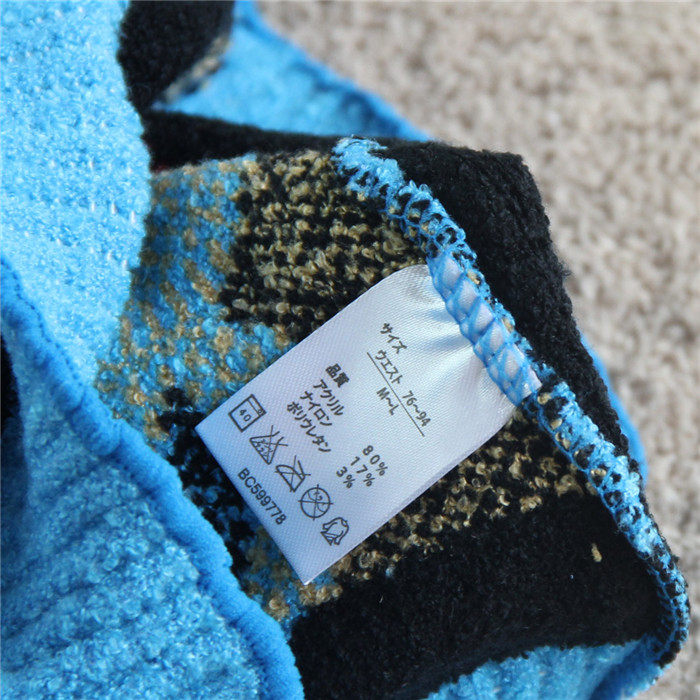 サイズ
ウエスト 76~94
M~L
品質
アクリル 80%
ナイロン 17%
ポリウレタン 3%
40
BC599778